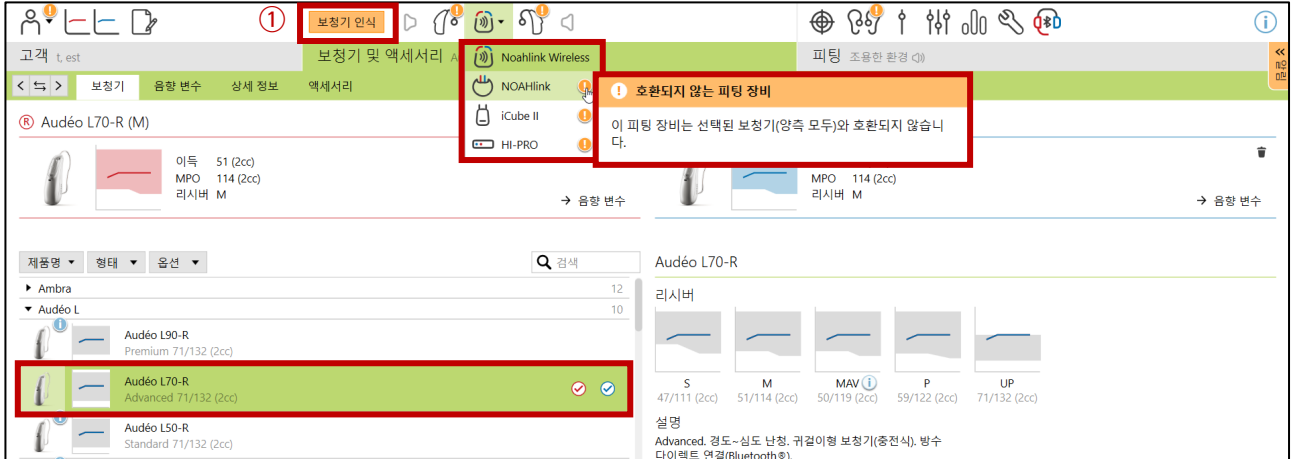 ① 보청기 인식
고객 t, est
보청기 및 액세서리
피팅 조용한 환경
알림
보청기 음향 변수 상세 정보 액세서리
Noahlink Wireless
NOAHlink
iCube II
HI-PRO
호환되지 않는 피팅 장비
이 피팅 장비는 선택된 보청기(양측 모두)와 호환되지 않습니
다.
R Audéo L70-R (M)
이득 51 (2cc)
MPO 114 (2cc)
리시버 M
→ 음향 변수
MPO 114 (2cc)
리시버 M
→ 음향 변수
제품명 형태 옵션 검색
Ambra 12
Audéo L 10
Audéo L90-R
Premium 71/132 (2cc)
Audéo L70-R
Advanced 71/132 (2cc)
Audéo L50-R
Standard 71/132 (2cc)
Audéo L70-R
리시버
S M MAV P UP
47/111 (2cc) 51/114 (2cc) 50/119 (2cc) 59/122 (2cc) 71/132 (2cc)
설명
Advanced. 경도~심도 난청. 귀걸이형 보청기(충전식). 방수
다이렉트 연결(Bluetooth®).